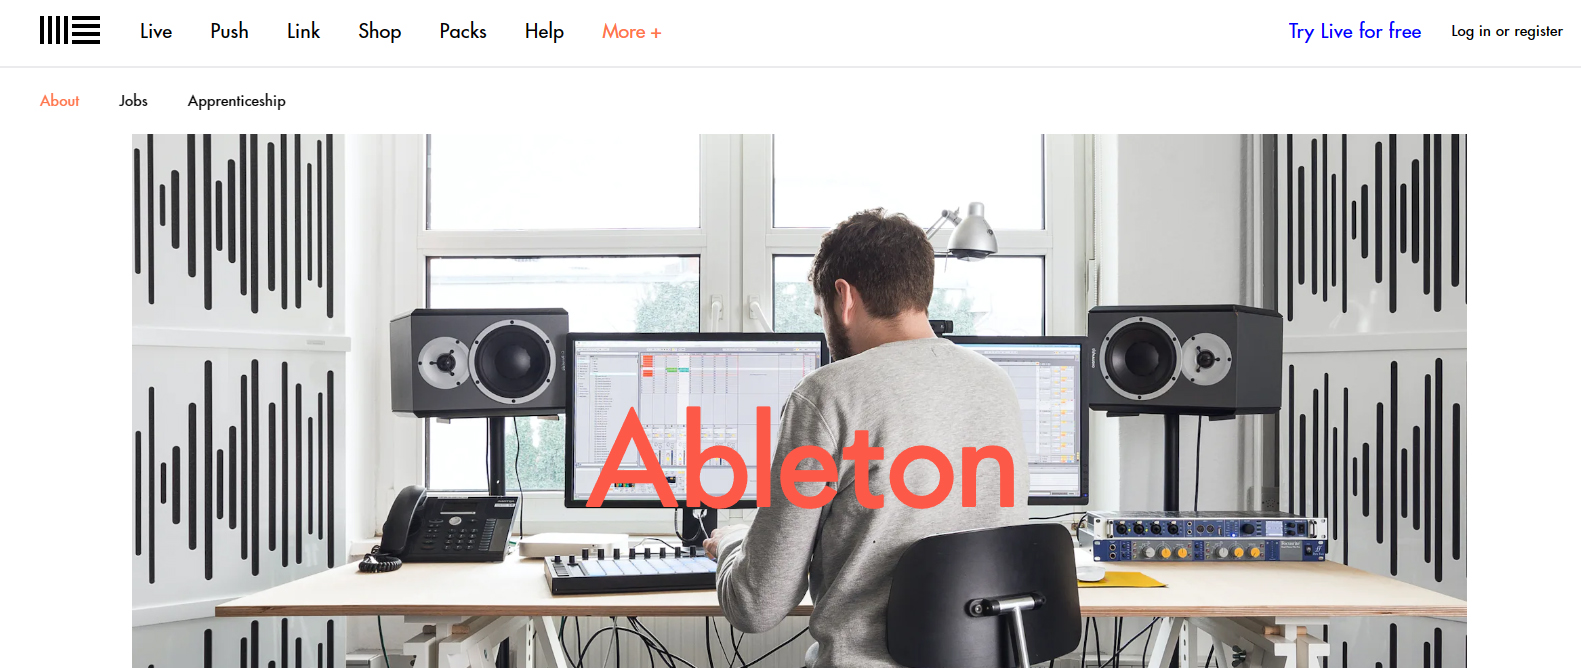 Live Push Link Shop Packs Help More + Try Live for free Log in or register
About Jobs Apprenticeship
Ableton